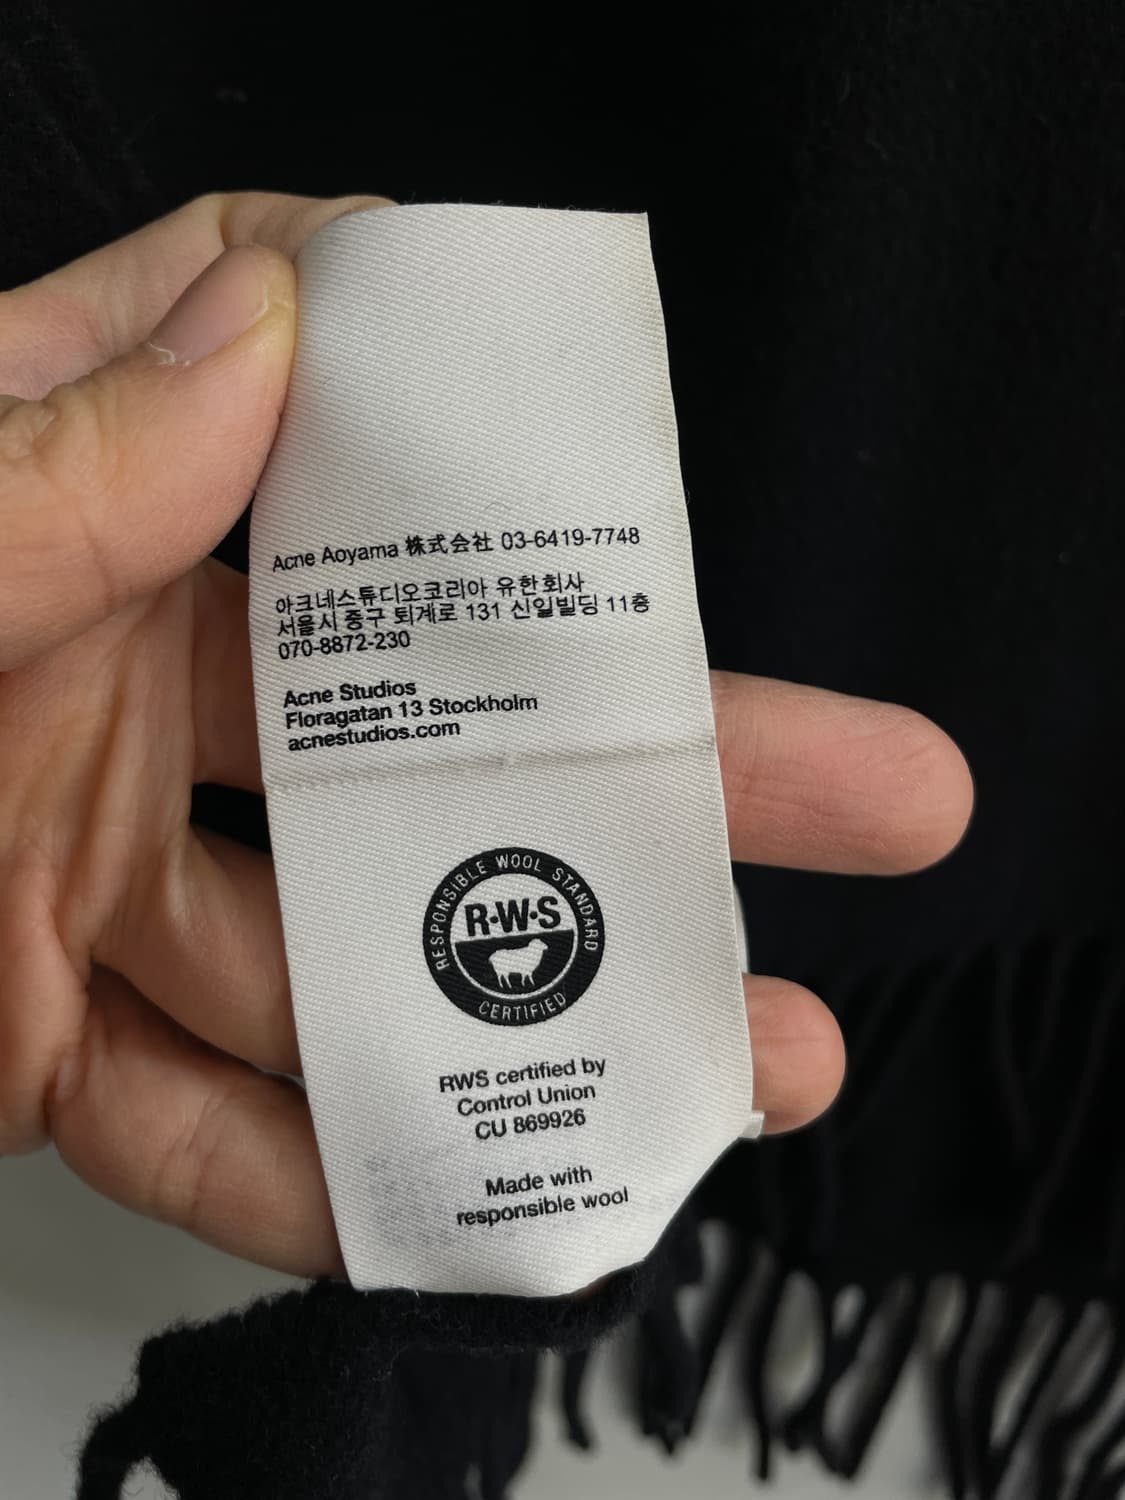 Acne Aoyama 株式会社 03-6419-7748
아크네스튜디오코리아 유한회사
서울시 중구 퇴계로 131 신일빌딩 11층
070-8872-230
Acne Studios
Floragatan 13 Stockholm
acnestudios.com
RESPONSIBLE WOOL STANDARD
R·W·S
CERTIFIED
RWS certified by
Control Union
CU 869926
Made with
responsible wool